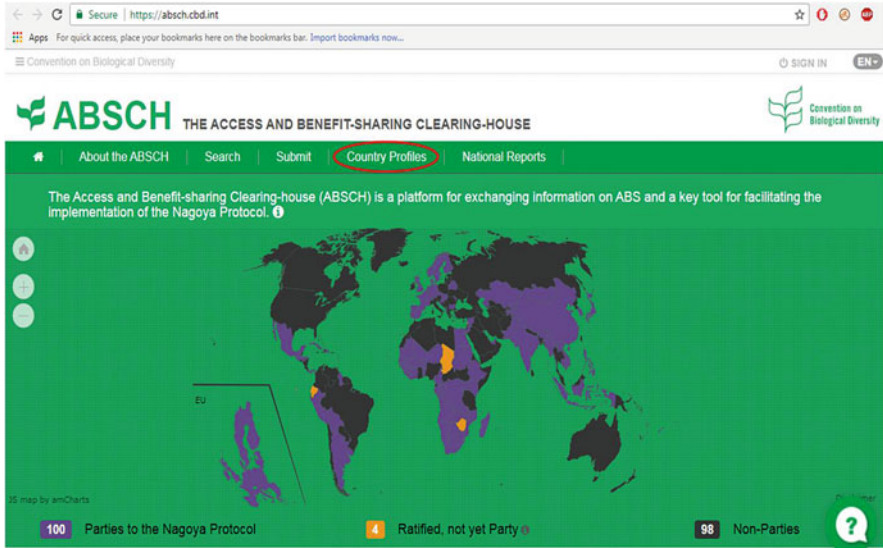 Secure | https://absch.cbd.int
Apps For quick access, place your bookmarks here on the bookmarks bar. Import bookmarks now...
Convention on Biological Diversity SIGN IN EN
ABSCH THE ACCESS AND BENEFIT-SHARING CLEARING-HOUSE
Convention on
Biological Diversity
About the ABSCH Search Submit Country Profiles National Reports
The Access and Benefit-sharing Clearing-house (ABSCH) is a platform for exchanging information on ABS and a key tool for facilitating the
implementation of the Nagoya Protocol.
EU
JS map by amCharts
100 Parties to the Nagoya Protocol 4 Ratified, not yet Party 98 Non-Parties ?